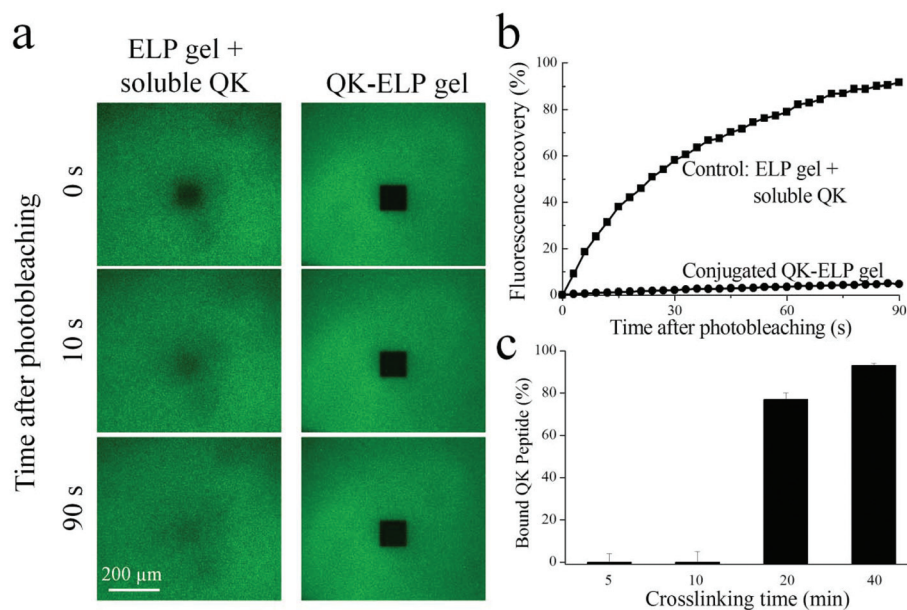 a
ELP gel +
soluble QK
QK-ELP gel
Time after photobleaching
0 s
10 s
90 s
200 μm
b
Fluorescence recovery (%)
80
60
40
20
0
Control: ELP gel +
soluble QK
Conjugated QK-ELP gel
0
30
60
90
Time after photobleaching (s)
c
Bound QK Peptide (%)
100
80
60
40
20
0
5
10
20
40
Crosslinking time (min)